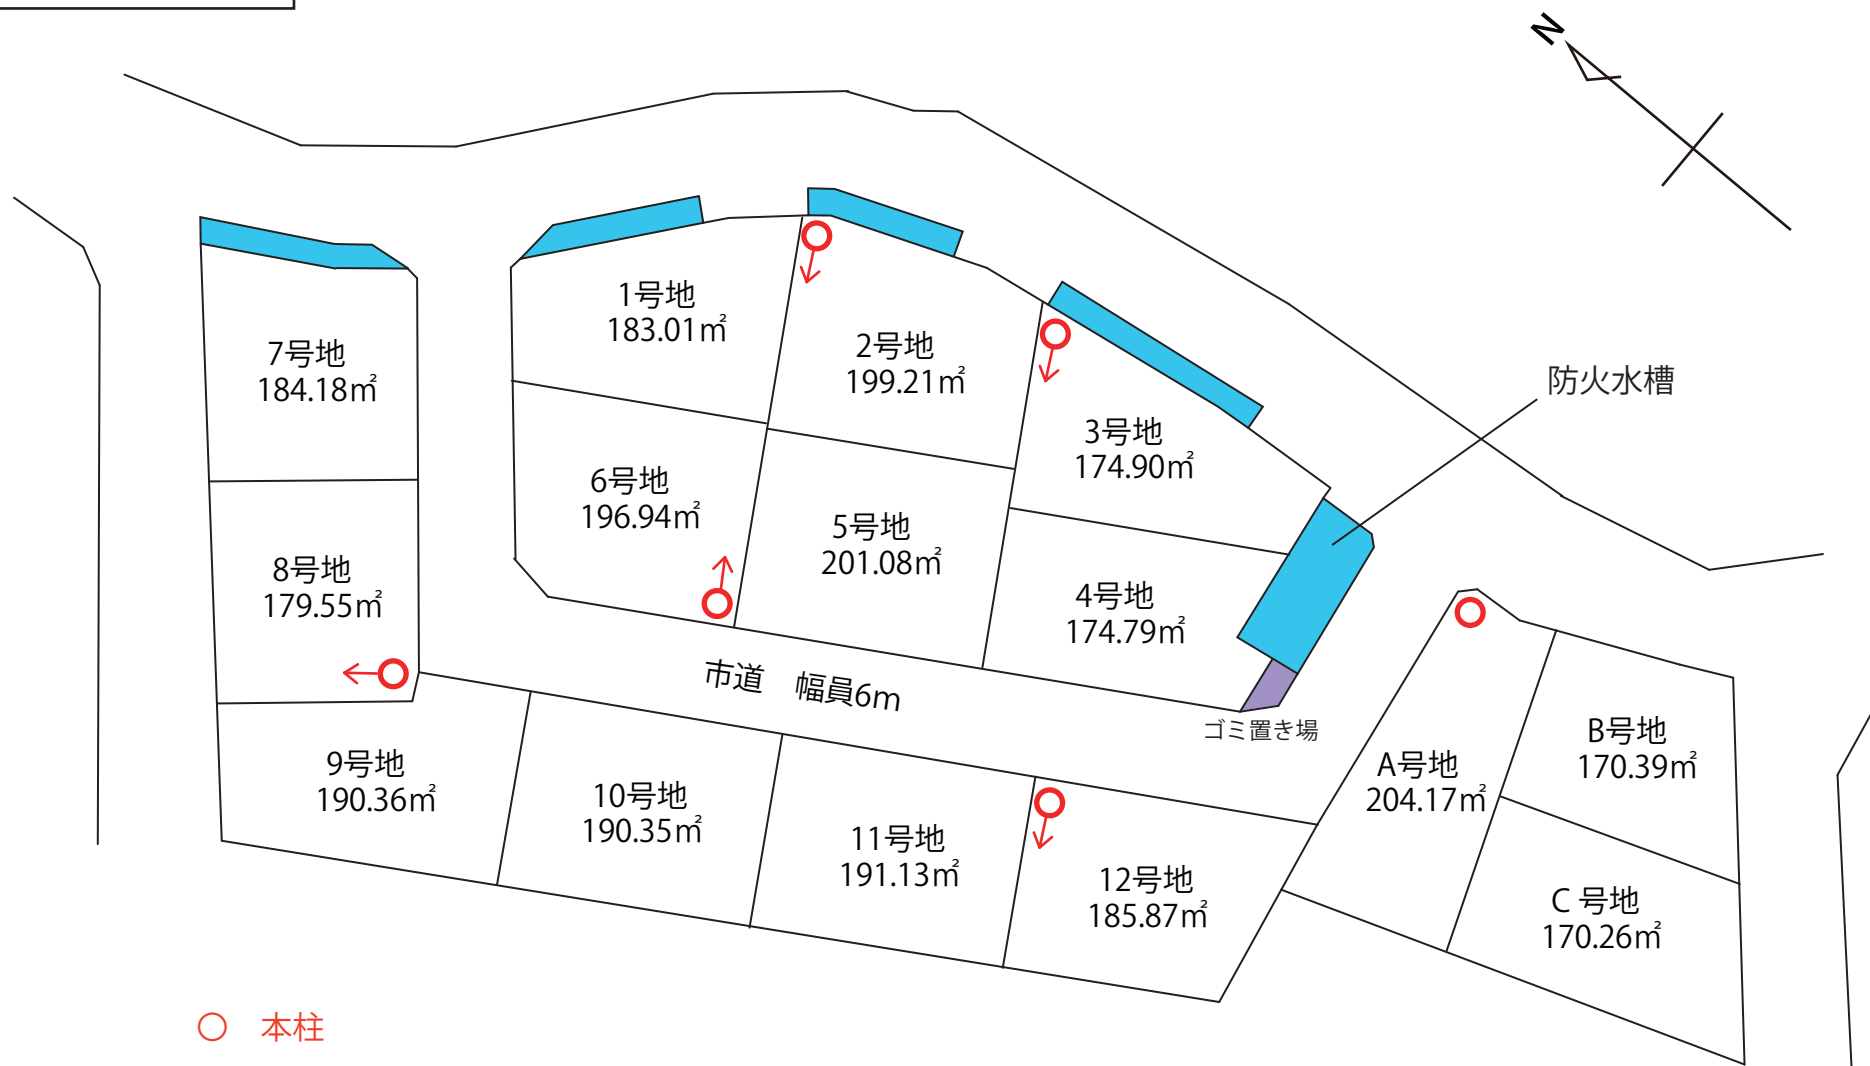 N
1号地
183.01㎡
2号地
199.21㎡
3号地
174.90㎡
防火水槽
7号地
184.18㎡
6号地
196.94㎡
5号地
201.08㎡
4号地
174.79㎡
8号地
179.55㎡
市道 幅員6m
ゴミ置き場
9号地
190.36㎡
10号地
190.35㎡
11号地
191.13㎡
12号地
185.87㎡
A号地
204.17㎡
B号地
170.39㎡
C 号地
170.26㎡
○ 本柱